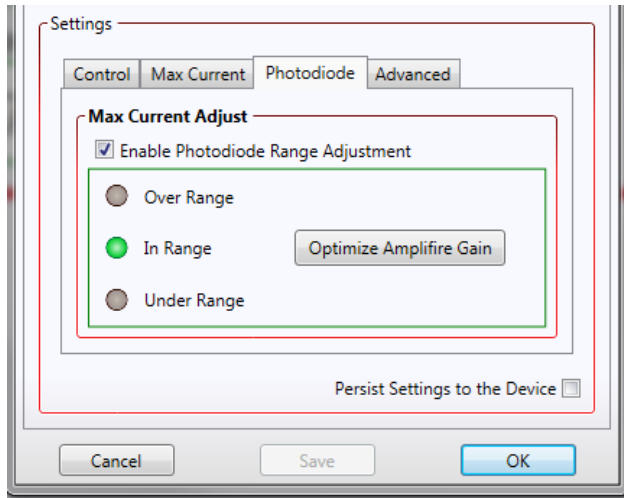 Settings
Control Max Current Photodiode Advanced
Max Current Adjust
Enable Photodiode Range Adjustment
Over Range
In Range Optimize Amplifire Gain
Under Range
Persist Settings to the Device
Cancel Save OK